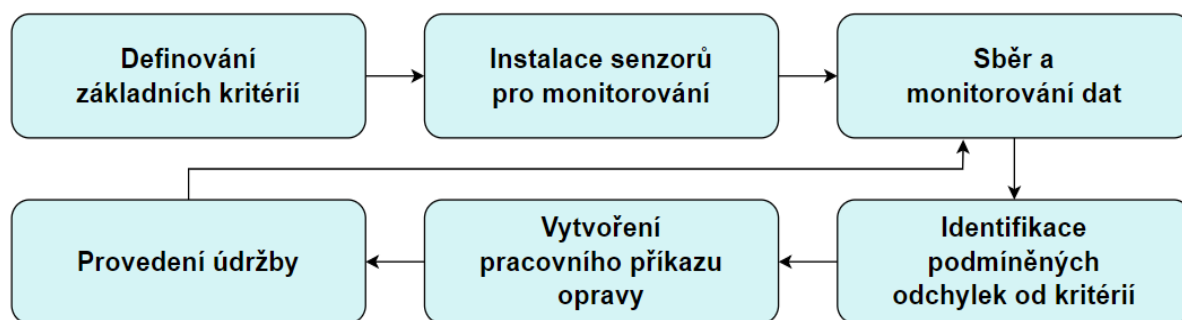 Definování
základních kritérií
Instalace senzorů
pro monitorování
Sběr a
monitorování dat
Identifikace
podmíněných
odchylek od kritérií
Vytvoření
pracovního příkazu
opravy
Provedení údržby